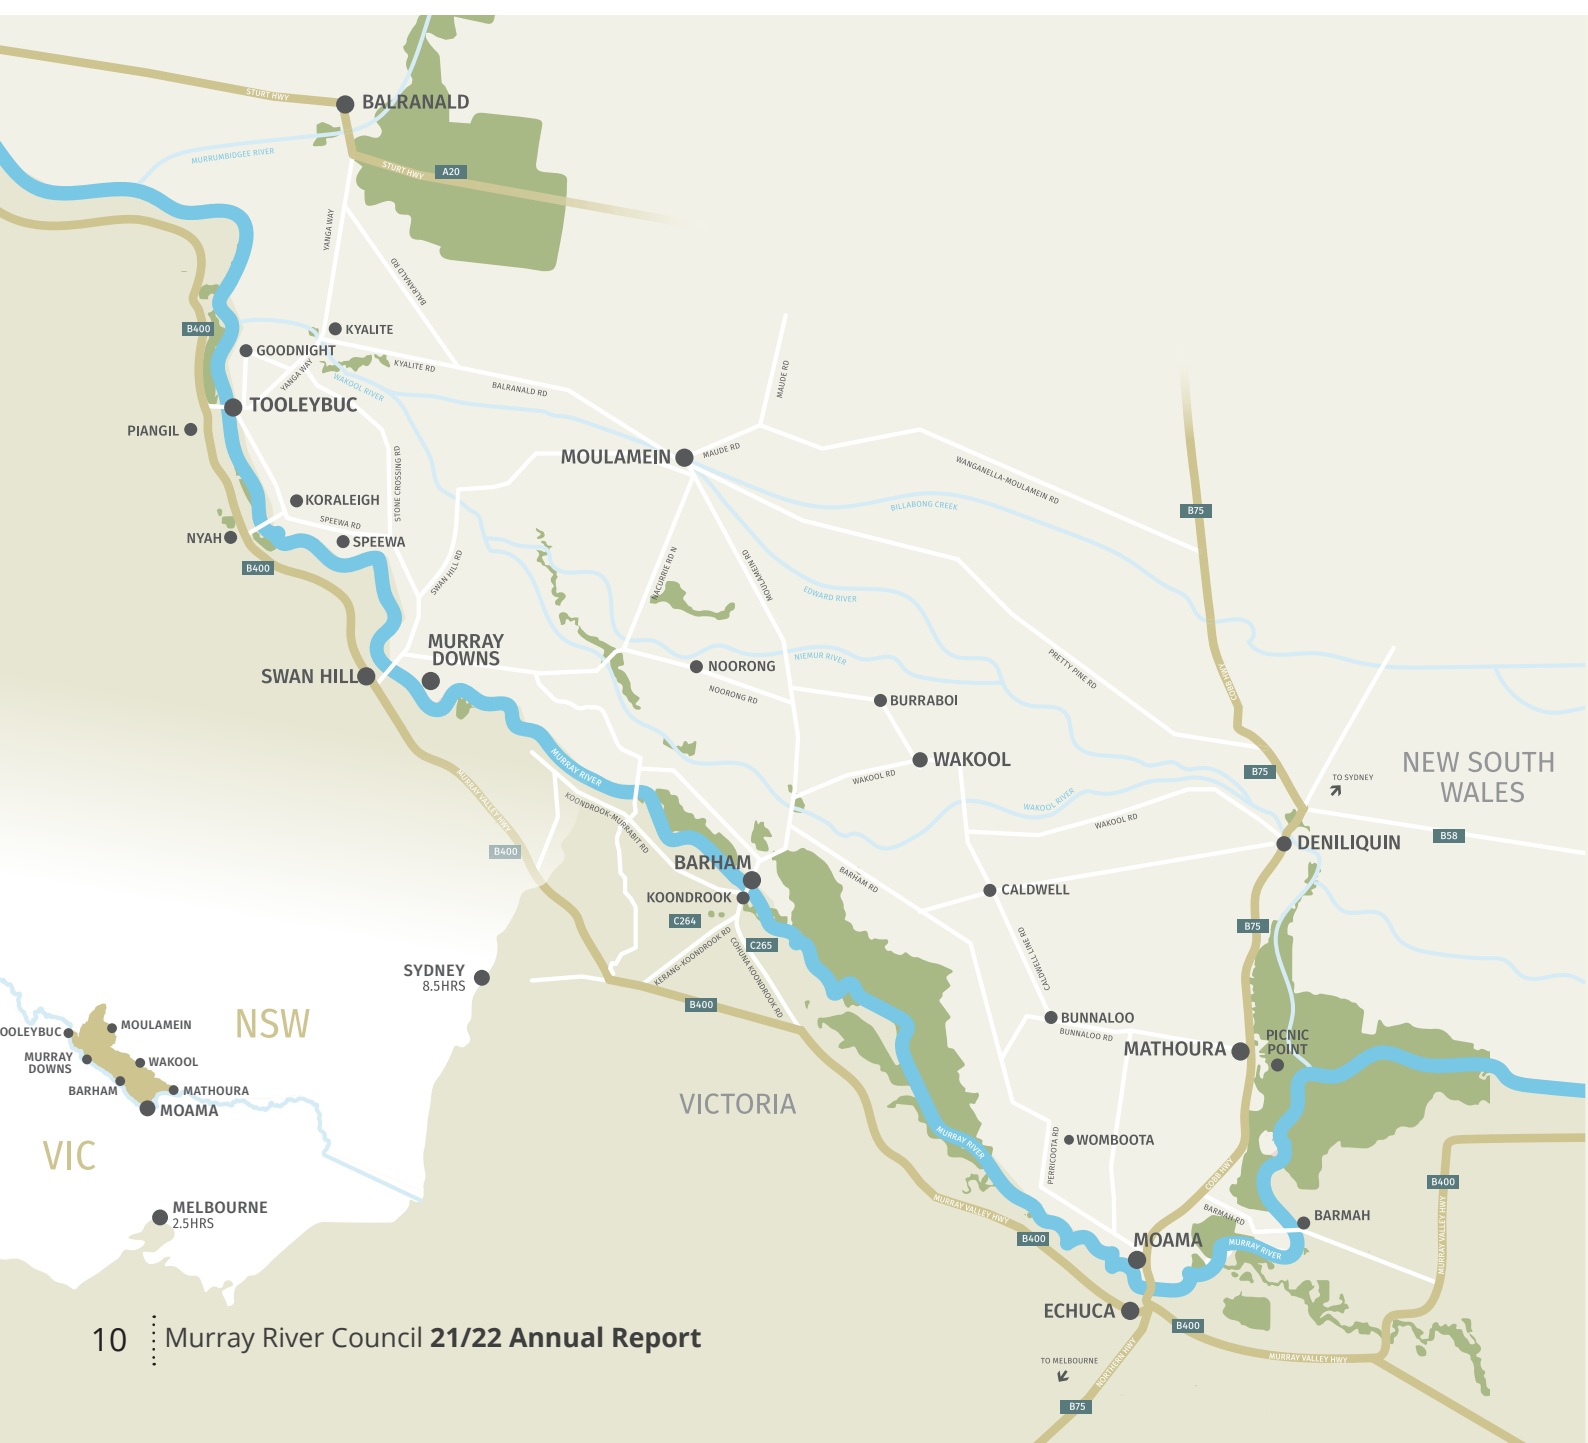 STURT HWY
BALRANALD
MURRUMBIDGEE RIVER
STURT HWY
A20
YANGA WAY
BALRANALD RD
B400
KYALITE
GOODNIGHT
YANGA WAY
KYALITE RD
WAKOOL RIVER
BALRANALD RD
MAUDE RD
TOOLEYBUC
PIANGIL
MOULAMEIN
MAUDE RD
WANGANELLA-MOULAMEIN RD
STONE CROSSING RD
KORALEIGH
SPEEWA RD
BILLABONG CREEK
B75
NYAH
SPEEWA
B400
SWAN HILL RD
NACURRIE RD N
MOULAMEIN RD
EDWARD RIVER
MURRAY
DOWNS
NIEMUR RIVER
PRETTY PINE RD
COBB HWY
SWAN HILL
NOORONG
NOORONG RD
BURRABOI
WAKOOL
MURRAY RIVER
WAKOOL RD
B75
TO SYDNEY
NEW SOUTH
WALES
MURRAY VALLEY HWY
KOONDROOK-MURRABIT RD
WAKOOL RIVER
WAKOOL RD
B58
DENILIQUIN
B400
BARHAM
BARHAM RD
KOONDROOK
CALDWELL
C264
C265
B75
KERANG-KOONDROOK RD
COHUNA KOONDROOK RD
CALDWELL LINE RD
SYDNEY
8.5HRS
B400
NSW
BUNNALOO
BUNNALOO RD
MATHOURA
PICNIC
POINT
OOLEYBUC
MOULAMEIN
MURRAY
DOWNS
WAKOOL
BARHAM
MATHOURA
MOAMA
VICTORIA
MURRAY RIVER
WOMBOOTA
PERRICOOTA RD
VIC
COBB HWY
B400
MELBOURNE
2.5HRS
MURRAY VALLEY HWY
BARMAH RD
BARMAH
MURRAY VALLEY HWY
B400
MOAMA
MURRAY RIVER
ECHUCA
B400
MURRAY VALLEY HWY
TO MELBOURNE
NORTHERN HWY
B75
10 Murray River Council 21/22 Annual Report